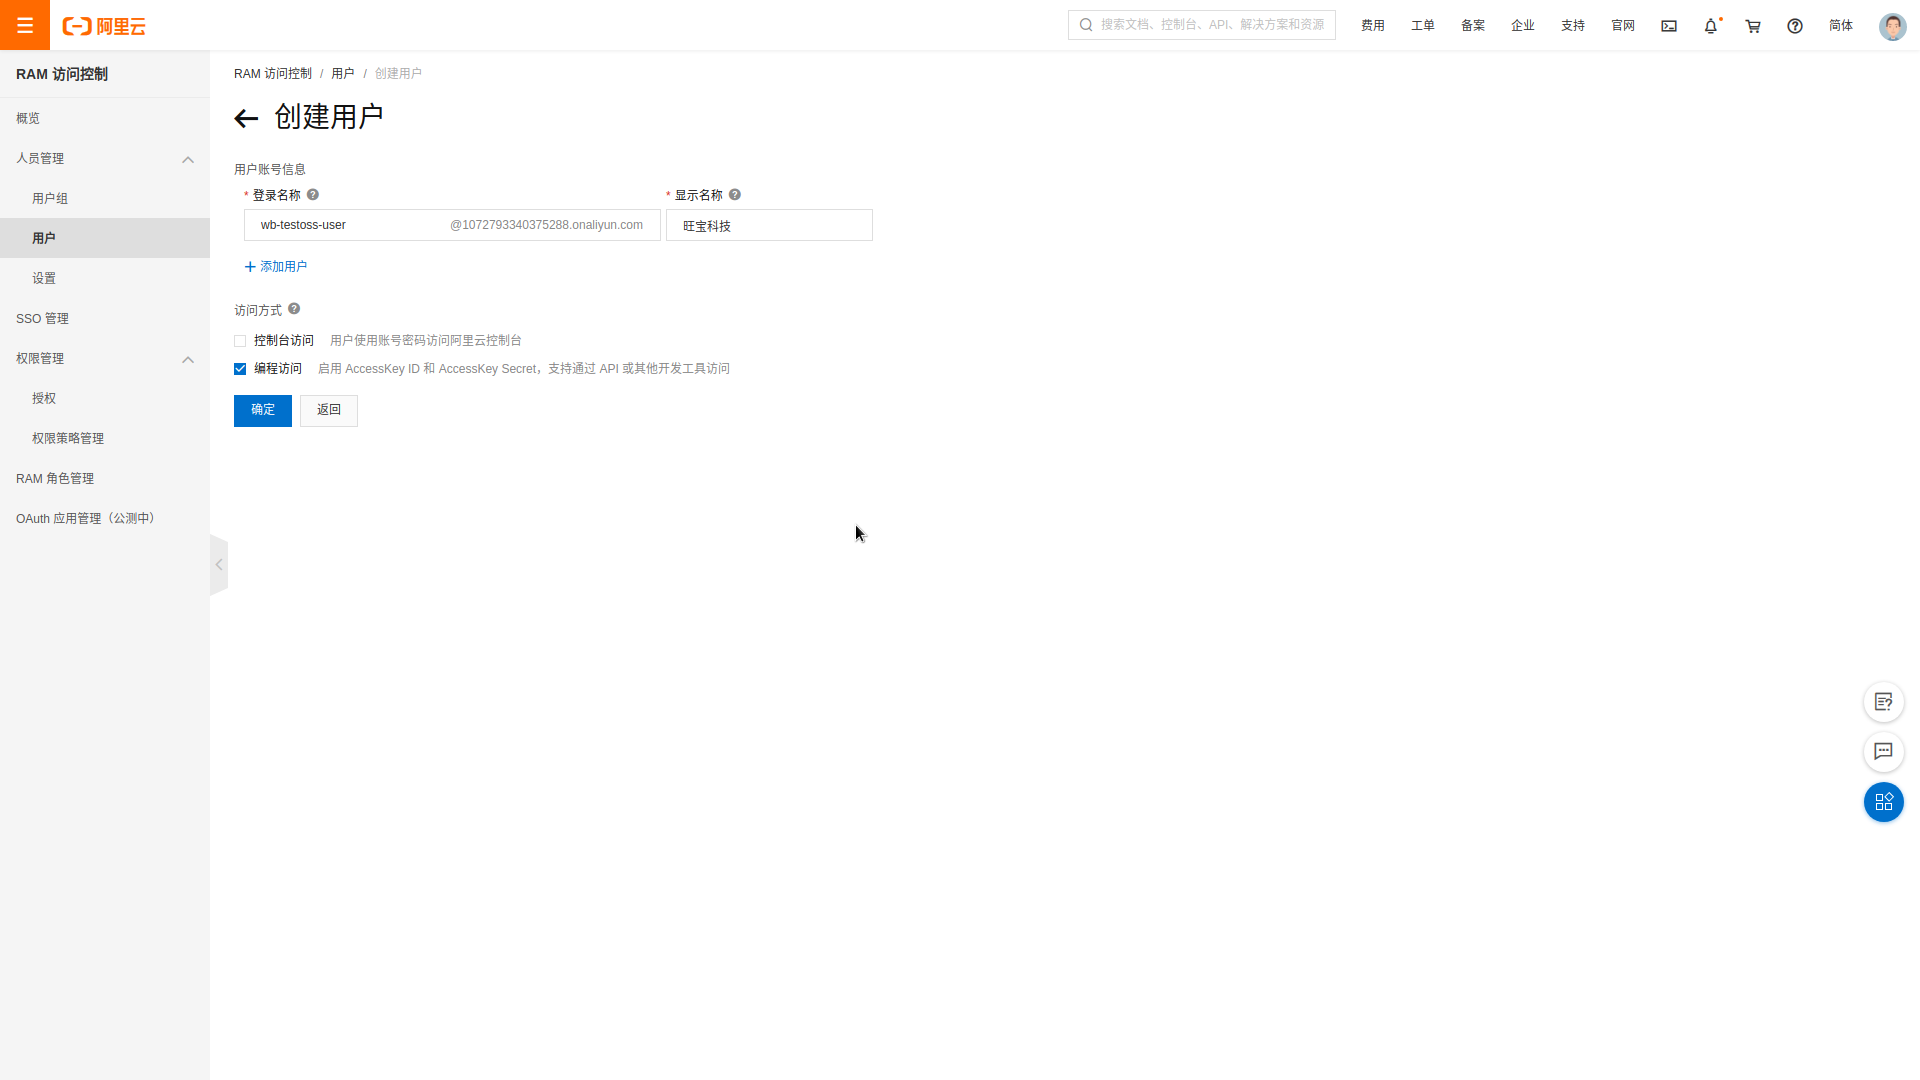 阿里云
搜索文档、控制台、API、解决方案和资源
费用 工单 备案 企业 支持 官网 简体
RAM 访问控制
概览
人员管理
用户组
用户
设置
SSO 管理
权限管理
授权
权限策略管理
RAM 角色管理
OAuth 应用管理（公测中）
RAM 访问控制 / 用户 / 创建用户
创建用户
用户账号信息
* 登录名称 * 显示名称
wb-testoss-user @1072793340375288.onaliyun.com 旺宝科技
添加用户
访问方式
控制台访问 用户使用账号密码访问阿里云控制台
编程访问 启用 AccessKey ID 和 AccessKey Secret，支持通过 API 或其他开发工具访问
确定 返回